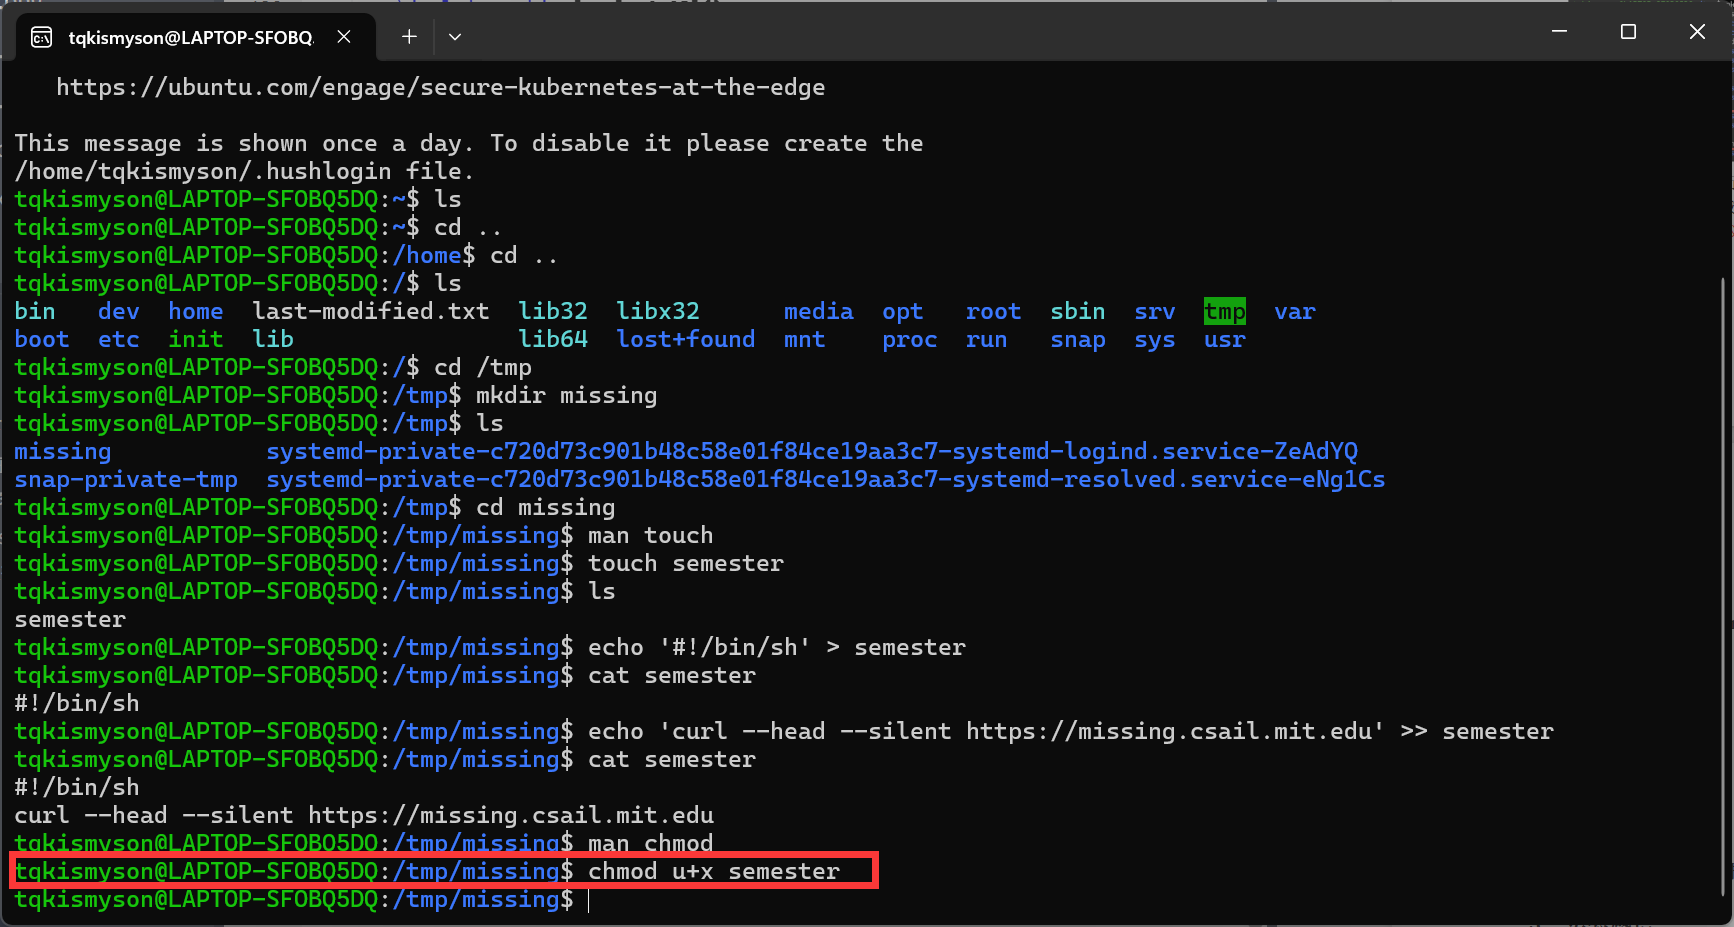 tqkismyson@LAPTOP-SFOBQ
https://ubuntu.com/engage/secure-kubernetes-at-the-edge
This message is shown once a day. To disable it please create the
/home/tqkismyson/.hushlogin file.
tqkismyson@LAPTOP-SFOBQ5DQ:~$ ls
tqkismyson@LAPTOP-SFOBQ5DQ:~$ cd ..
tqkismyson@LAPTOP-SFOBQ5DQ:/home$ cd ..
tqkismyson@LAPTOP-SFOBQ5DQ:/$ ls
bin   dev  home  last-modified.txt  lib32  libx32      media  opt   root  sbin  srv  tmp  var
boot  etc  init  lib                lib64  lost+found  mnt    proc  run   snap  sys  usr
tqkismyson@LAPTOP-SFOBQ5DQ:/$ cd /tmp
tqkismyson@LAPTOP-SFOBQ5DQ:/tmp$ mkdir missing
tqkismyson@LAPTOP-SFOBQ5DQ:/tmp$ ls
missing           systemd-private-c720d73c901b48c58e01f84ce19aa3c7-systemd-logind.service-ZeAdYQ
snap-private-tmp  systemd-private-c720d73c901b48c58e01f84ce19aa3c7-systemd-resolved.service-eNg1Cs
tqkismyson@LAPTOP-SFOBQ5DQ:/tmp$ cd missing
tqkismyson@LAPTOP-SFOBQ5DQ:/tmp/missing$ man touch
tqkismyson@LAPTOP-SFOBQ5DQ:/tmp/missing$ touch semester
tqkismyson@LAPTOP-SFOBQ5DQ:/tmp/missing$ ls
semester
tqkismyson@LAPTOP-SFOBQ5DQ:/tmp/missing$ echo '#!/bin/sh' > semester
tqkismyson@LAPTOP-SFOBQ5DQ:/tmp/missing$ cat semester
#!/bin/sh
tqkismyson@LAPTOP-SFOBQ5DQ:/tmp/missing$ echo 'curl --head --silent https://missing.csail.mit.edu' >> semester
tqkismyson@LAPTOP-SFOBQ5DQ:/tmp/missing$ cat semester
#!/bin/sh
curl --head --silent https://missing.csail.mit.edu
tqkismyson@LAPTOP-SFOBQ5DQ:/tmp/missing$ man chmod
tqkismyson@LAPTOP-SFOBQ5DQ:/tmp/missing$ chmod u+x semester
tqkismyson@LAPTOP-SFOBQ5DQ:/tmp/missing$